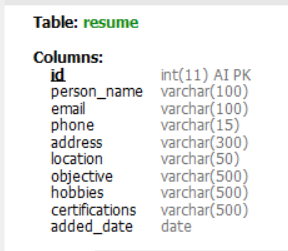 Table: resume
Columns:
id int(11) AI PK
person_name varchar(100)
email varchar(100)
phone varchar(15)
address varchar(300)
location varchar(50)
objective varchar(500)
hobbies varchar(500)
certifications varchar(500)
added_date date